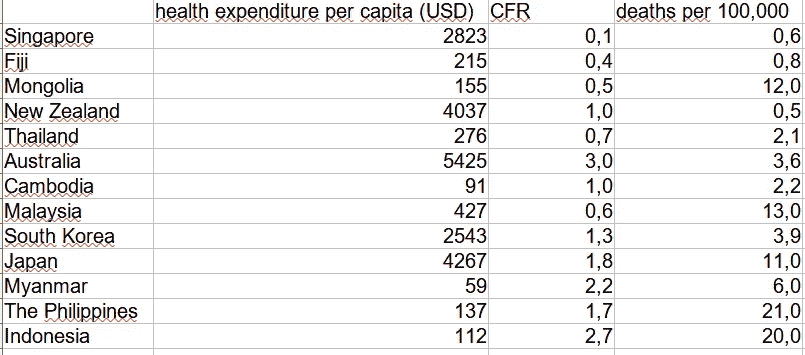 health expenditure per capita (USD) CFR deaths per 100,000
Singapore 2823 0,1 0,6
Fiji 215 0,4 0,8
Mongolia 155 0,5 12,0
New Zealand 4037 1,0 0,5
Thailand 276 0,7 2,1
Australia 5425 3,0 3,6
Cambodia 91 1,0 2,2
Malaysia 427 0,6 13,0
South Korea 2543 1,3 3,9
Japan 4267 1,8 11,0
Myanmar 59 2,2 6,0
The Philippines 137 1,7 21,0
Indonesia 112 2,7 20,0